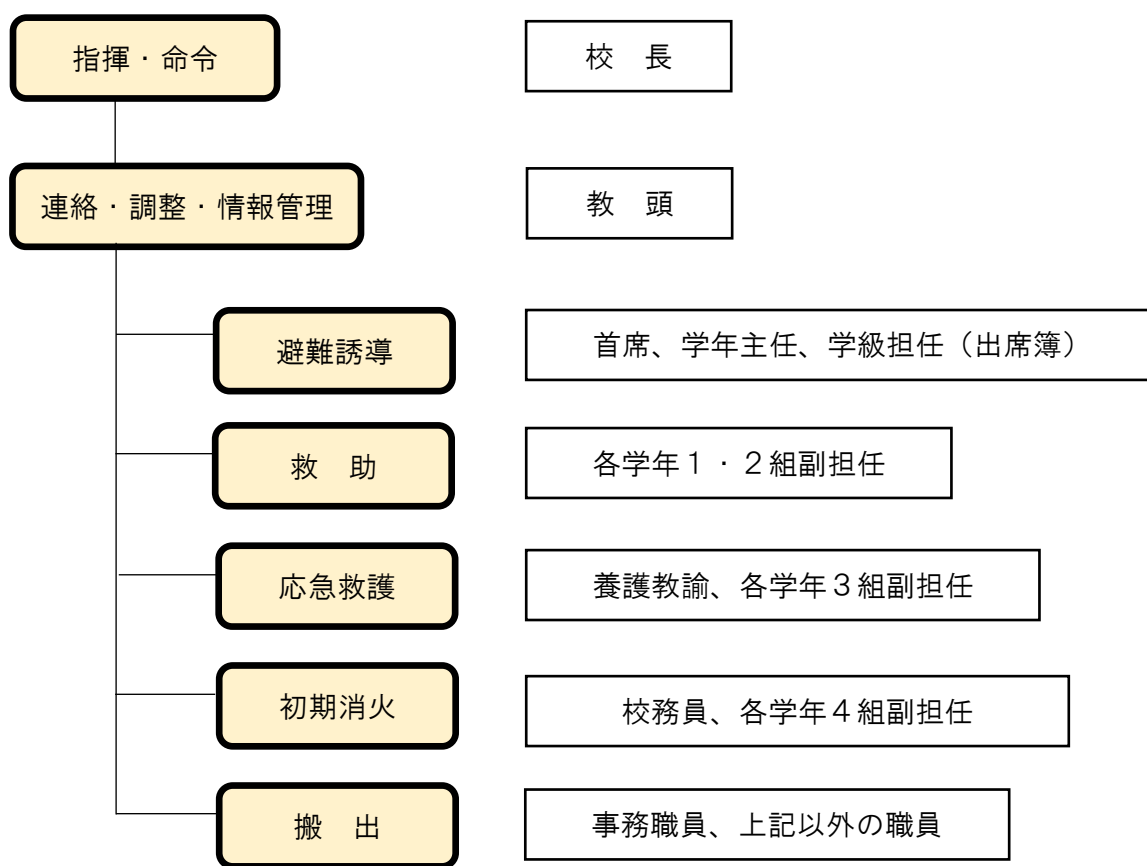 指揮・命令
校　長
連絡・調整・情報管理
教　頭
避難誘導
首席、学年主任、学級担任（出席簿）
救　助
各学年１・２組副担任
応急救護
養護教諭、各学年３組副担任
初期消火
校務員、各学年４組副担任
搬　出
事務職員、上記以外の職員